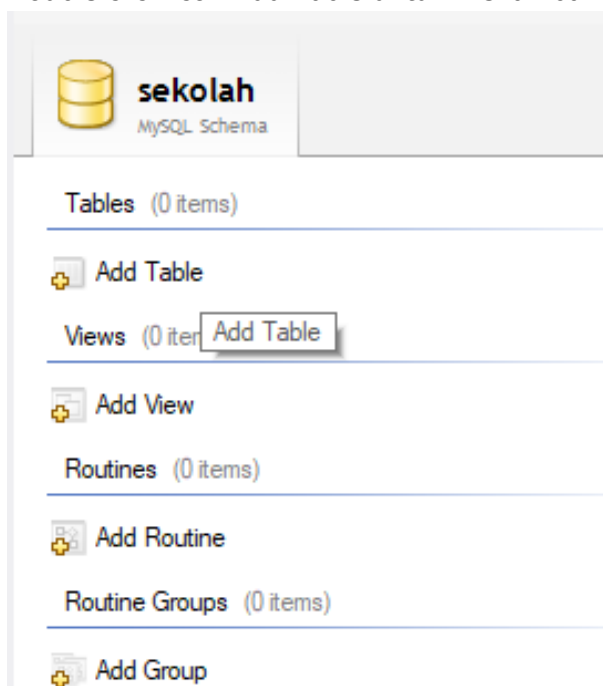 sekolah
MySQL Schema
Tables (0 items)
Add Table
Views (0 iter
Add Table
Add View
Routines (0 items)
Add Routine
Routine Groups (0 items)
Add Group